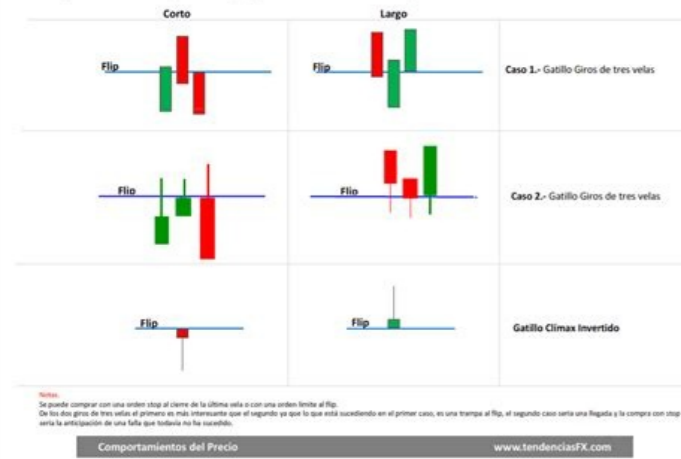 Corto
Largo
Flip
Flip
Caso 1.- Gatillo Giros de tres velas
Flip
Flip
Caso 2.- Gatillo Giros de tres velas
Flip
Flip
Gatillo Clímax Invertido
Notas.
Se puede comprar con una orden stop al cierre de la última vela o con una orden límite al flip.
De los dos giros de tres velas el primero es más interesante que el segundo ya que lo que está sucediendo en el primer caso, es una trampa al flip, el segundo caso seria una llegada y la compra con stop
seria la anticipación de una falla que todavía no ha sucedido.
Comportamientos del Precio
www.tendenciasFX.com